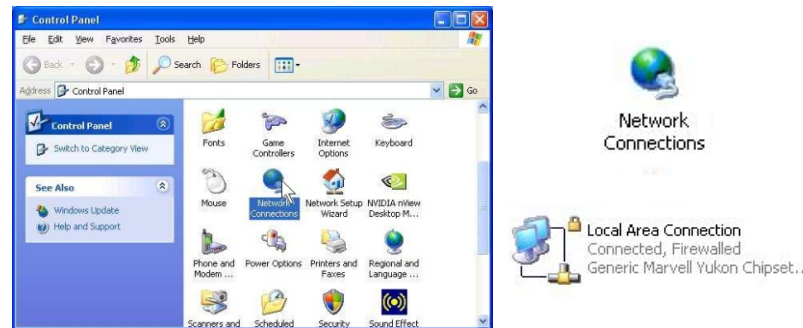 Control Panel
File Edit View Favorites Tools Help
Back Search Folders
Address Control Panel Go
Control Panel
Switch to Category View
See Also
Windows Update
Help and Support
Fonts
Game
Controllers
Internet
Options
Keyboard
Mouse
Network
Connections
Network Setup
Wizard
NVIDIA nView
Desktop M...
Phone and
Modem ...
Power Options
Printers and
Faxes
Regional and
Language ...
Scanners and
Scheduled
Security
Sound Effect
Network
Connections
Local Area Connection
Connected, Firewalled
Generic Marvell Yukon Chipset..